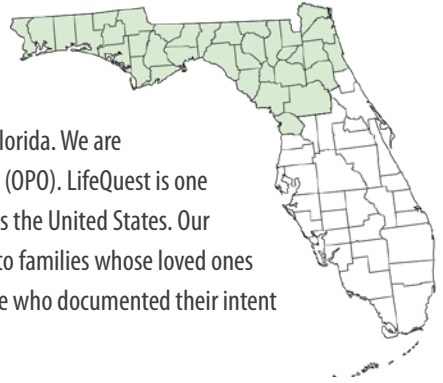 lorida. We are
(OPO). LifeQuest is one
s the United States. Our
to families whose loved ones
e who documented their intent